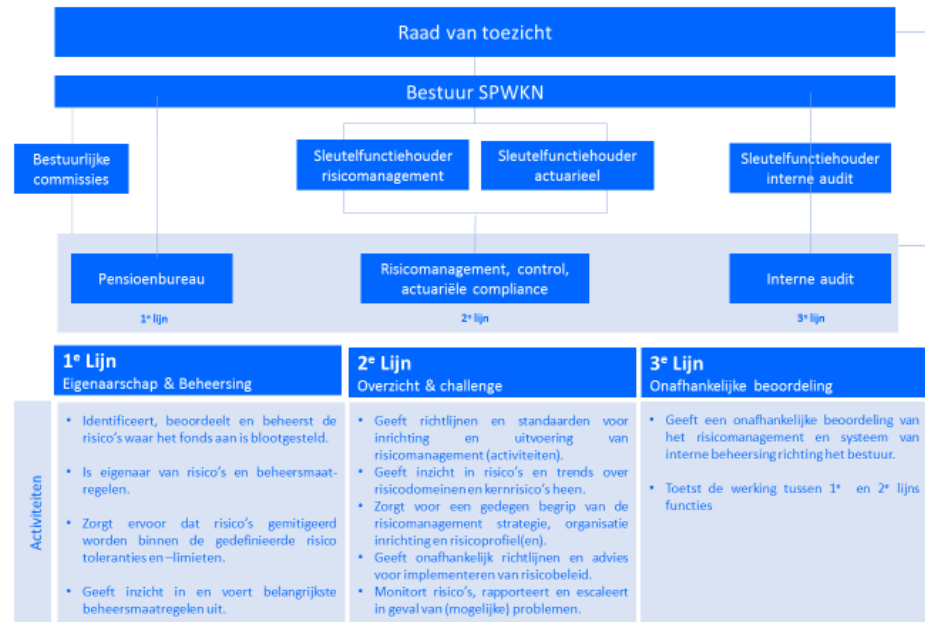 Raad van toezicht
Bestuur SPWKN
Bestuurlijke
commissies
Sleutelfunctiehouder
risicomanagement
Sleutelfunctiehouder
actuarieel
Sleutelfunctiehouder
interne audit
Pensioenbureau
Risicomanagement, control,
actuariële compliance
Interne audit
1e lijn
2e lijn
3e lijn
1e Lijn
Eigenaarschap & Beheersing
2e Lijn
Overzicht & challenge
3e Lijn
Onafhankelijke beoordeling
Activiteiten
• Identificeert, beoordeelt en beheerst de
risico's waar het fonds aan is blootgesteld.
• Is eigenaar van risico's en beheersmaat-
regelen.
• Zorgt ervoor dat risico's gemitigeerd
worden binnen de gedefinieerde risico
toleranties en –limieten.
• Geeft inzicht in en voert belangrijkste
beheersmaatregelen uit.
• Geeft richtlijnen en standaarden voor
inrichting en uitvoering van
risicomanagement (activiteiten).
• Geeft inzicht in risico's en trends over
risicodomeinen en kernrisico's heen.
• Zorgt voor een gedegen begrip van de
risicomanagement strategie, organisatie
inrichting en risicoprofiel(en).
• Geeft onafhankelijk richtlijnen en advies
voor implementeren van risicobeleid.
• Monitort risico's, rapporteert en escaleert
in geval van (mogelijke) problemen.
• Geeft een onafhankelijke beoordeling van
het risicomanagement en systeem van
interne beheersing richting het bestuur.
• Toetst de werking tussen 1e en 2e lijns
functies